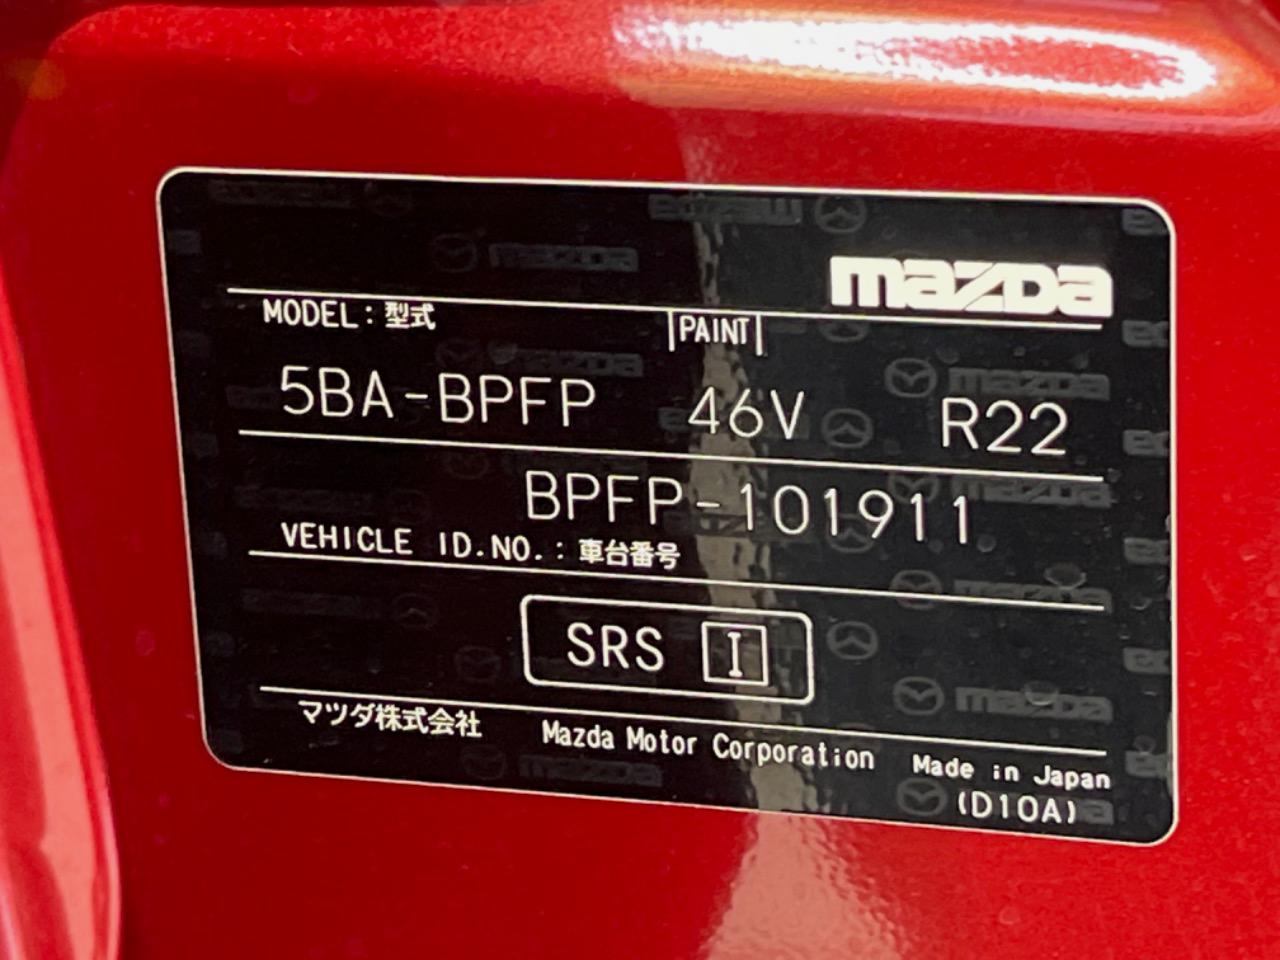 mazda
MODEL：型式 PAINT
5BA-BPFP 46V R22
BPFP-101911
VEHICLE ID.NO.：車台番号
SRS I
マツダ株式会社 Mazda Motor Corporation Made in Japan
(D10A)